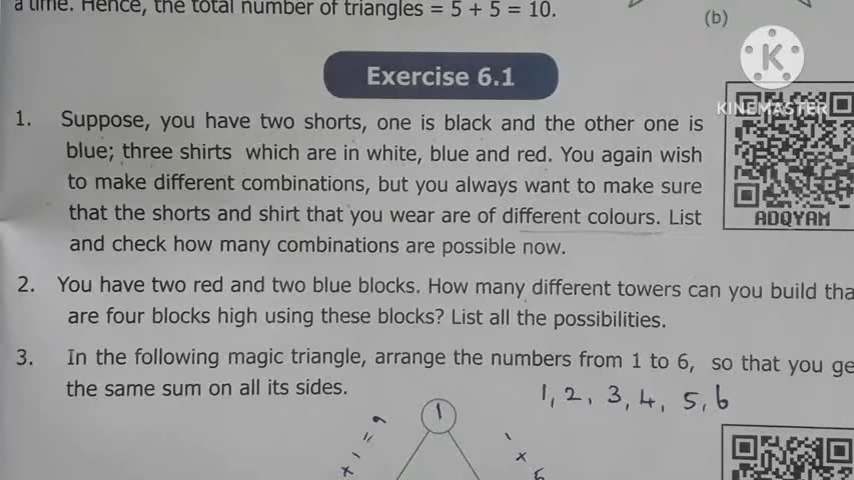 a time. Hence, the total number of triangles = 5 + 5 = 10.
(b)
Exercise 6.1
KINEMASTER
1. Suppose, you have two shorts, one is black and the other one is
blue; three shirts which are in white, blue and red. You again wish
to make different combinations, but you always want to make sure
that the shorts and shirt that you wear are of different colours. List
and check how many combinations are possible now.
ADQYAM
2. You have two red and two blue blocks. How many different towers can you build tha
are four blocks high using these blocks? List all the possibilities.
3. In the following magic triangle, arrange the numbers from 1 to 6, so that you ge
the same sum on all its sides.
1, 2, 3, 4, 5, 6
1